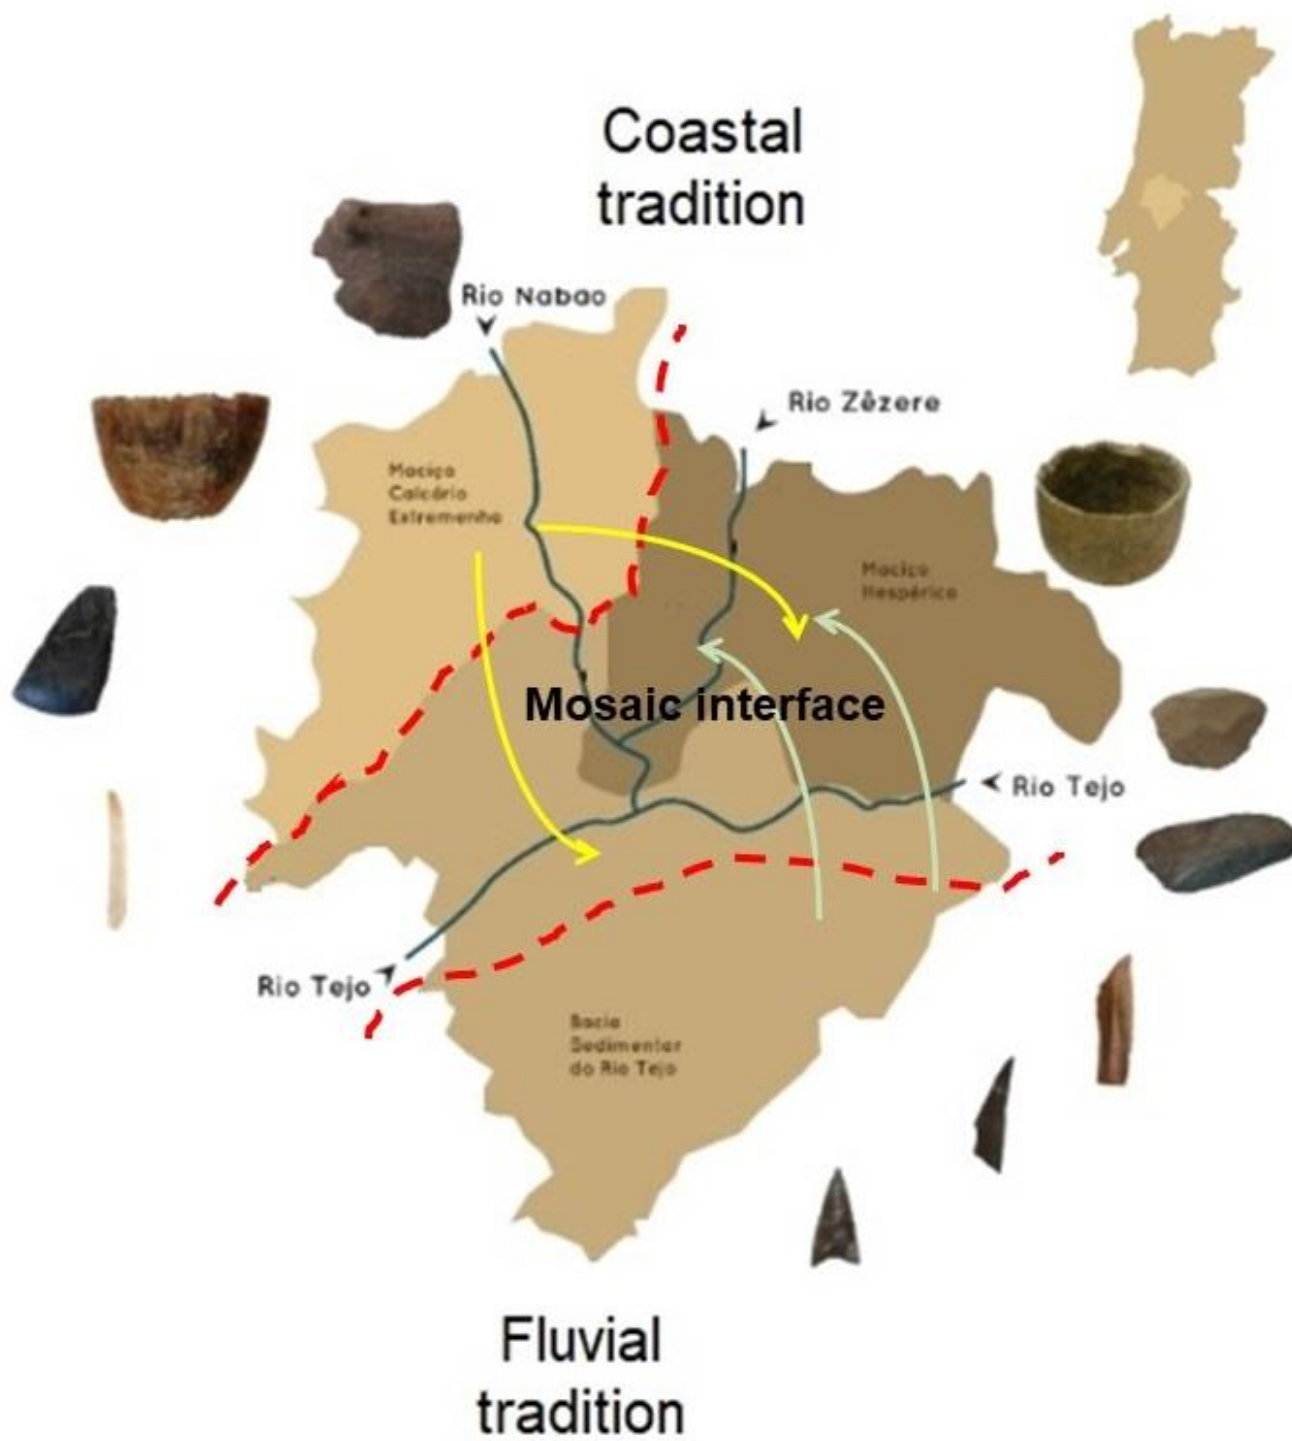 Coastal
tradition
Rio Nabao
Rio Zêzere
Maciço
Calcário
Estremenho
Maciço
Hespérico
Mosaic interface
Rio Tejo
Rio Tejo
Bacia
Sedimentar
do Rio Tejo
Fluvial
tradition